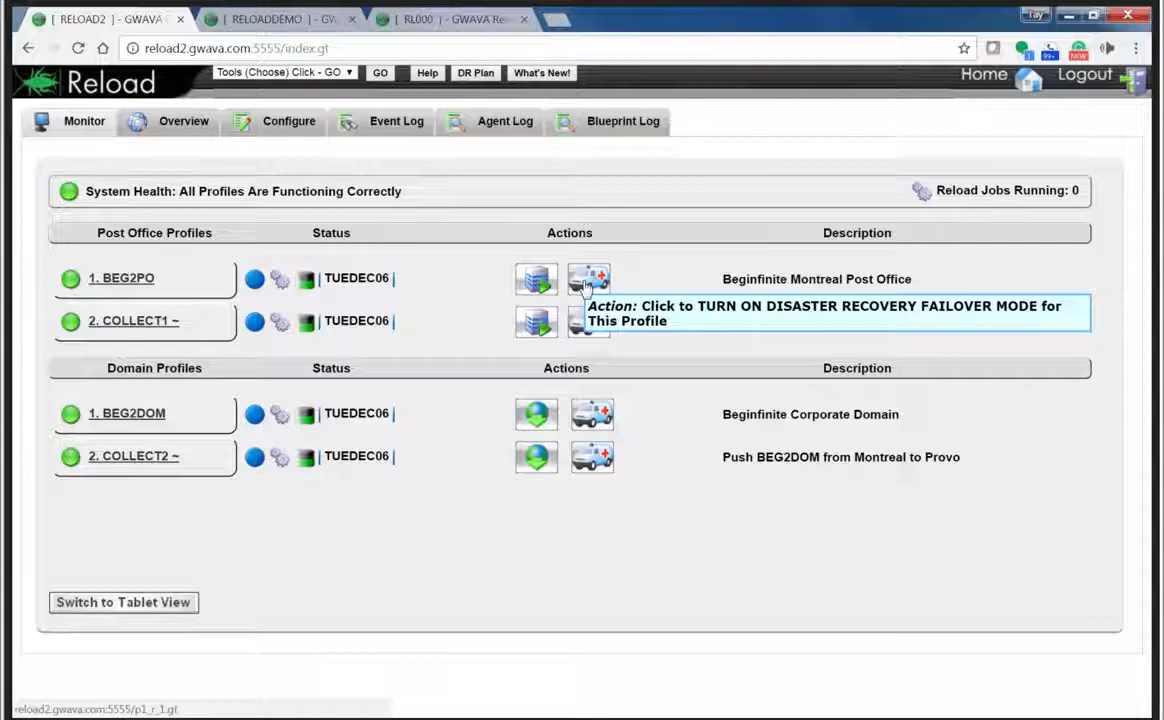 [ RELOAD2 ] - GWAVA
[ RELOADDEMO ] - GV
[ RL000 ] - GWAVA Re
Tay
reload2.gwava.com:5555/index.gt
99+
NEW
Reload
Tools (Choose) Click - GO
GO
Help
DR Plan
What's New!
Home
Logout
Monitor
Overview
Configure
Event Log
Agent Log
Blueprint Log
System Health: All Profiles Are Functioning Correctly
Reload Jobs Running: 0
Post Office Profiles
Status
Actions
Description
1. BEG2PO
| TUEDEC06 |
Beginfinite Montreal Post Office
Action: Click to TURN ON DISASTER RECOVERY FAILOVER MODE for
This Profile
2. COLLECT1 ~
| TUEDEC06 |
Domain Profiles
Status
Actions
Description
1. BEG2DOM
| TUEDEC06 |
Beginfinite Corporate Domain
2. COLLECT2 ~
| TUEDEC06 |
Push BEG2DOM from Montreal to Provo
Switch to Tablet View
reload2.gwava.com:5555/p1_r_1.gt